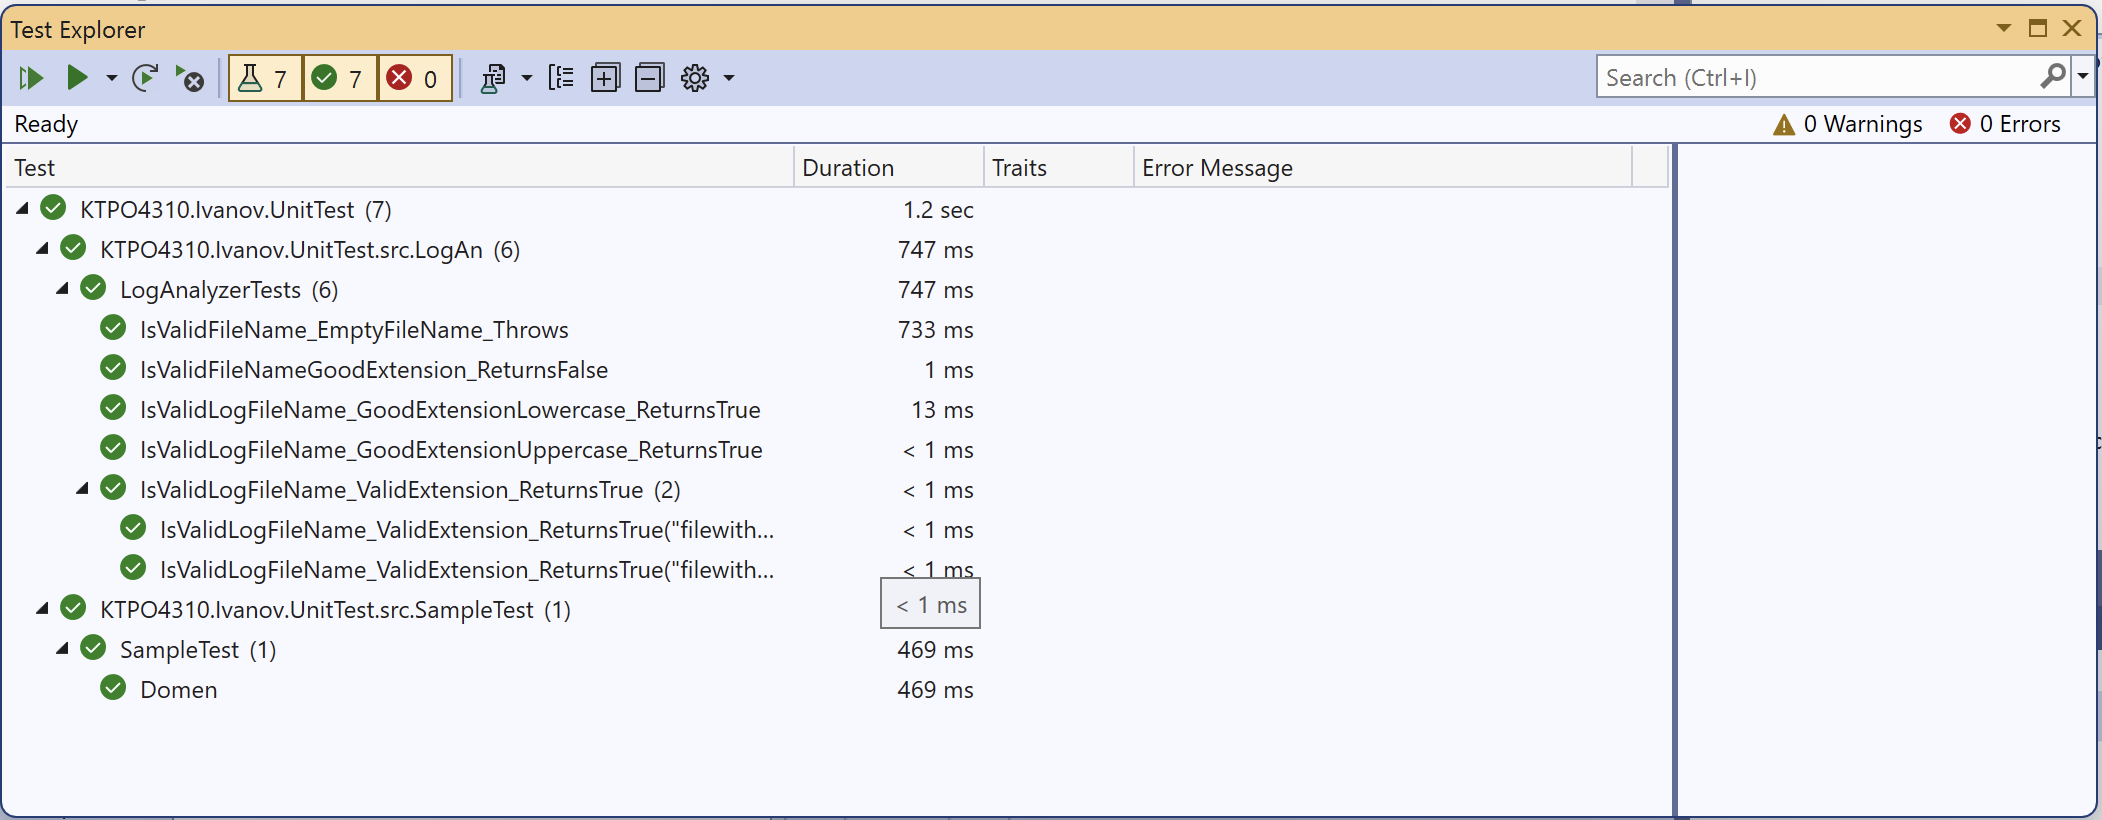 Test Explorer
7 7 0
Search (Ctrl+I)
Ready 0 Warnings 0 Errors
Test Duration Traits Error Message
KTPO4310.Ivanov.UnitTest (7) 1.2 sec
KTPO4310.Ivanov.UnitTest.src.LogAn (6) 747 ms
LogAnalyzerTests (6) 747 ms
IsValidFileName_EmptyFileName_Throws 733 ms
IsValidFileNameGoodExtension_ReturnsFalse 1 ms
IsValidLogFileName_GoodExtensionLowercase_ReturnsTrue 13 ms
IsValidLogFileName_GoodExtensionUppercase_ReturnsTrue < 1 ms
IsValidLogFileName_ValidExtension_ReturnsTrue (2) < 1 ms
IsValidLogFileName_ValidExtension_ReturnsTrue("filewith... < 1 ms
IsValidLogFileName_ValidExtension_ReturnsTrue("filewith... < 1 ms
KTPO4310.Ivanov.UnitTest.src.SampleTest (1)
< 1 ms
SampleTest (1) 469 ms
Domen 469 ms